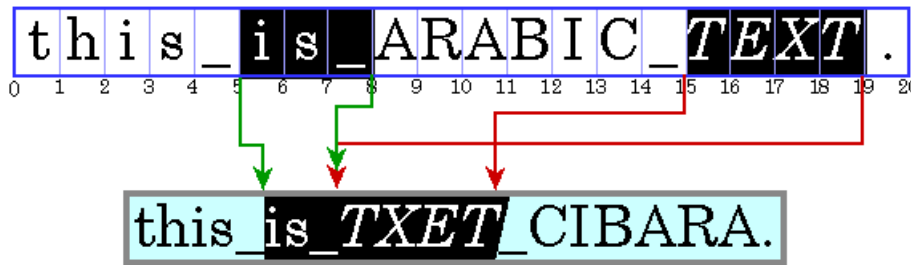 this_is_ARABIC_TEXT.
0 1 2 3 4 5 6 7 8 9 10 11 12 13 14 15 16 17 18 19 20
this_is_TXET_CIBARA.